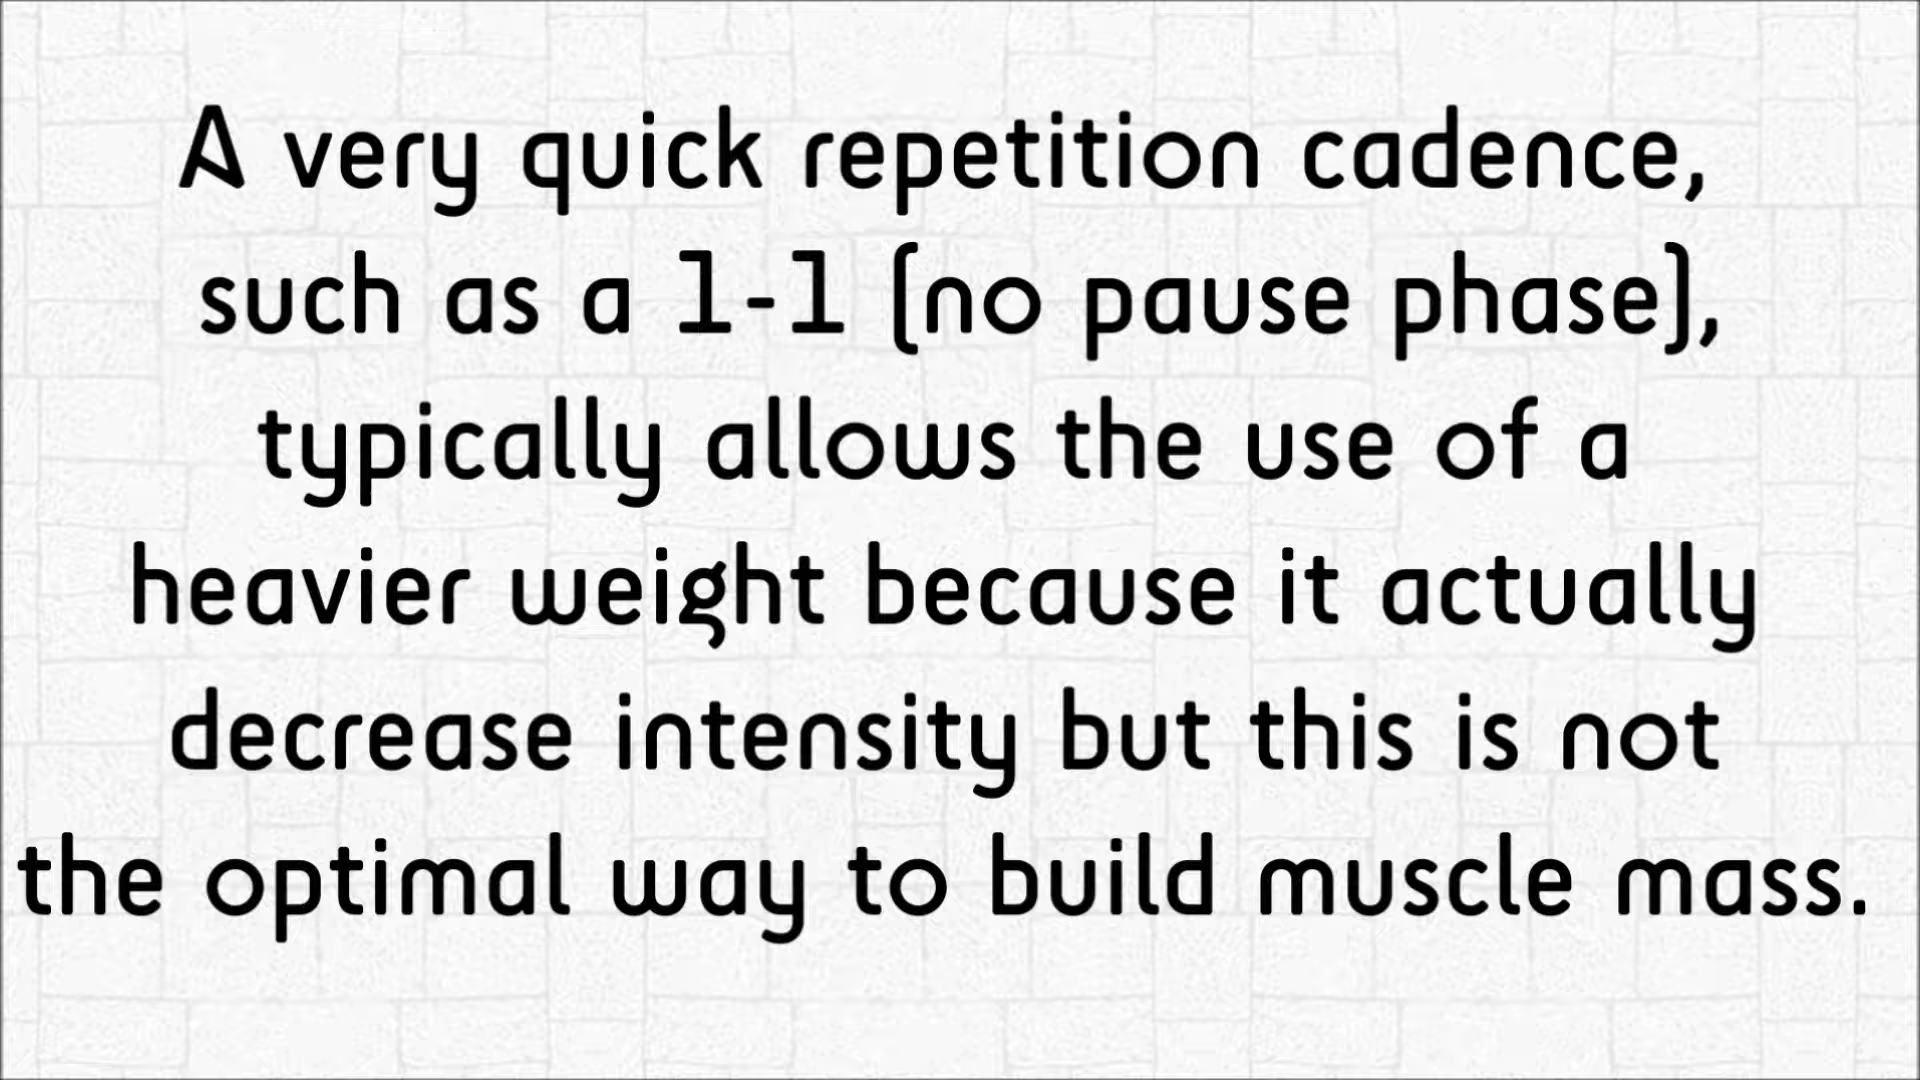 A very quick repetition cadence,
such as a 1-1 (no pause phase),
typically allows the use of a
heavier weight because it actually
decrease intensity but this is not
the optimal way to build muscle mass.